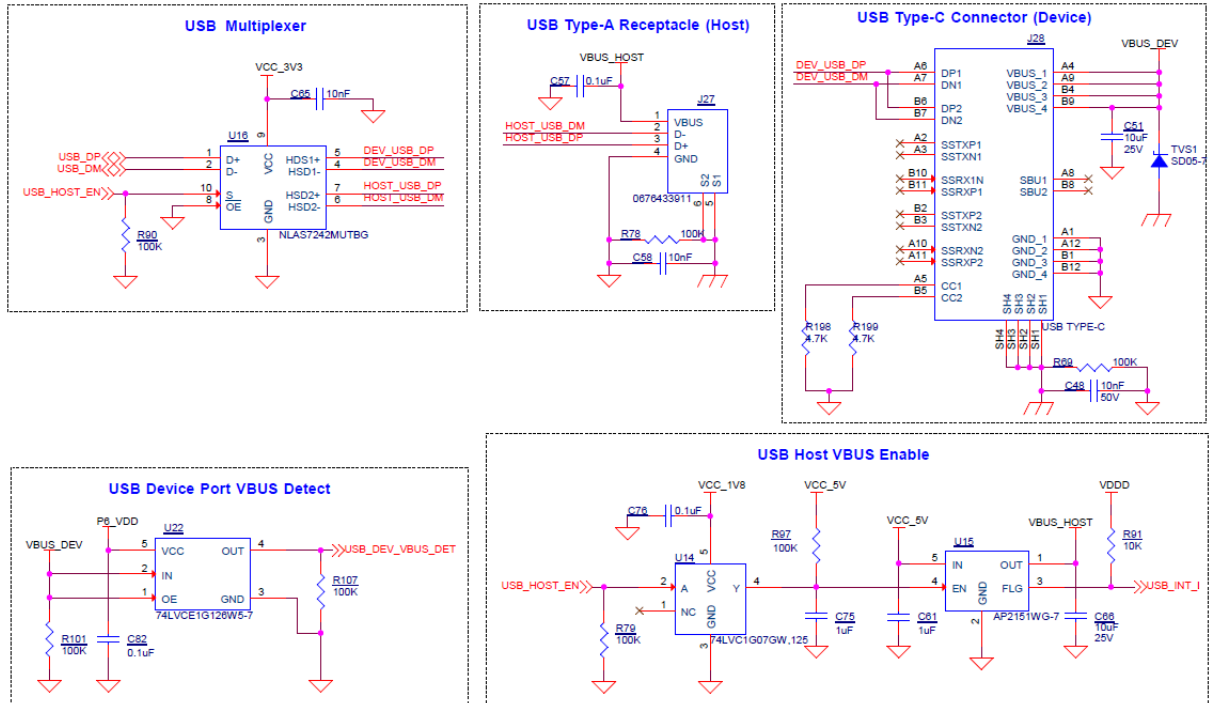 USB Multiplexer
VCC_3V3
C65 10nF
U16
9
VCC
USB_DP 1 D+ HDS1+ 5 DEV_USB_DP
USB_DM 2 D- HSD1- 4 DEV_USB_DM
USB_HOST_EN 10 S HSD2+ 7 HOST_USB_DP
8 OE HSD2- 6 HOST_USB_DM
GND
3
NLAS7242MUTBG
R90
100K
USB Type-A Receptacle (Host)
VBUS_HOST
C57 0.1uF
J27
1 VBUS
HOST_USB_DM 2 D-
HOST_USB_DP 3 D+
4 GND
S2
S1
0676433911
6
5
R78 100K
C58 10nF
USB Type-C Connector (Device)
J28
VBUS_DEV
DEV_USB_DP A6 DP1 VBUS_1 A4
DEV_USB_DM A7 DN1 VBUS_2 A9
VBUS_3 B4
B6 DP2 VBUS_4 B9
B7 DN2
C51
10uF
25V
TVS1
SD05-7
A2 SSTXP1
A3 SSTXN1
B10 SSRX1N SBU1 A8
B11 SSRXP1 SBU2 B8
B2 SSTXP2
B3 SSTXN2
GND_1 A1
A10 SSRXN2 GND_2 A12
A11 SSRXP2 GND_3 B1
GND_4 B12
A5 CC1
B5 CC2
SH4
SH3
SH2
SH1
USB TYPE-C
SH4
SH3
SH2
SH1
R198
4.7K
R199
4.7K
R69 100K
C48 10nF
50V
USB Device Port VBUS Detect
P6_VDD
U22
VBUS_DEV
5 VCC OUT 4 USB_DEV_VBUS_DET
2 IN
1 OE GND 3
74LVCE1G126W5-7
R107
100K
R101
100K
C82
0.1uF
USB Host VBUS Enable
VCC_1V8
C76 0.1uF
U14
5
VCC
USB_HOST_EN 2 A Y 4
1 NC
GND
3
74LVC1G07GW,125
R79
100K
VCC_5V
R97
100K
C75
1uF
VCC_5V
C61
1uF
U15
5 IN OUT 1
4 EN FLG 3
GND
2
AP2151WG-7
VBUS_HOST
VDDD
R91
10K
USB_INT_L
C66
10uF
25V